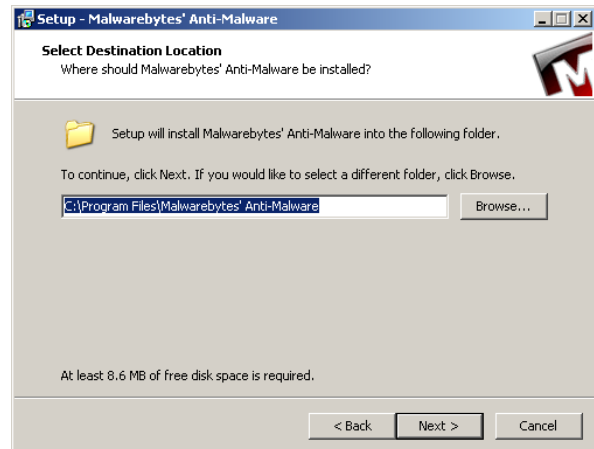 Setup - Malwarebytes' Anti-Malware
Select Destination Location
Where should Malwarebytes' Anti-Malware be installed?
Setup will install Malwarebytes' Anti-Malware into the following folder.
To continue, click Next. If you would like to select a different folder, click Browse.
C:\Program Files\Malwarebytes' Anti-Malware
Browse...
At least 8.6 MB of free disk space is required.
< Back
Next >
Cancel